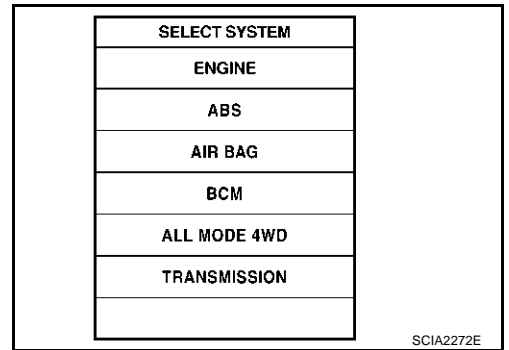 SELECT SYSTEM
ENGINE
ABS
AIR BAG
BCM
ALL MODE 4WD
TRANSMISSION
SCIA2272E